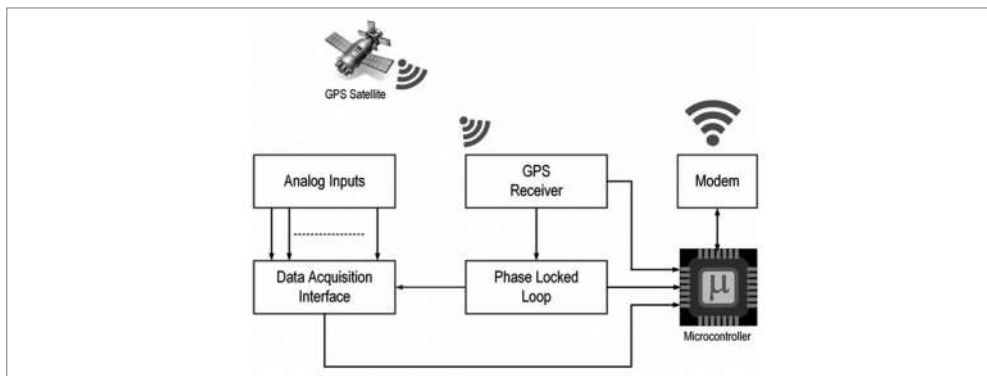 GPS Satellite
Analog Inputs
GPS
Receiver
Modem
Data Acquisition
Interface
Phase Locked
Loop
μ
Microcontroller